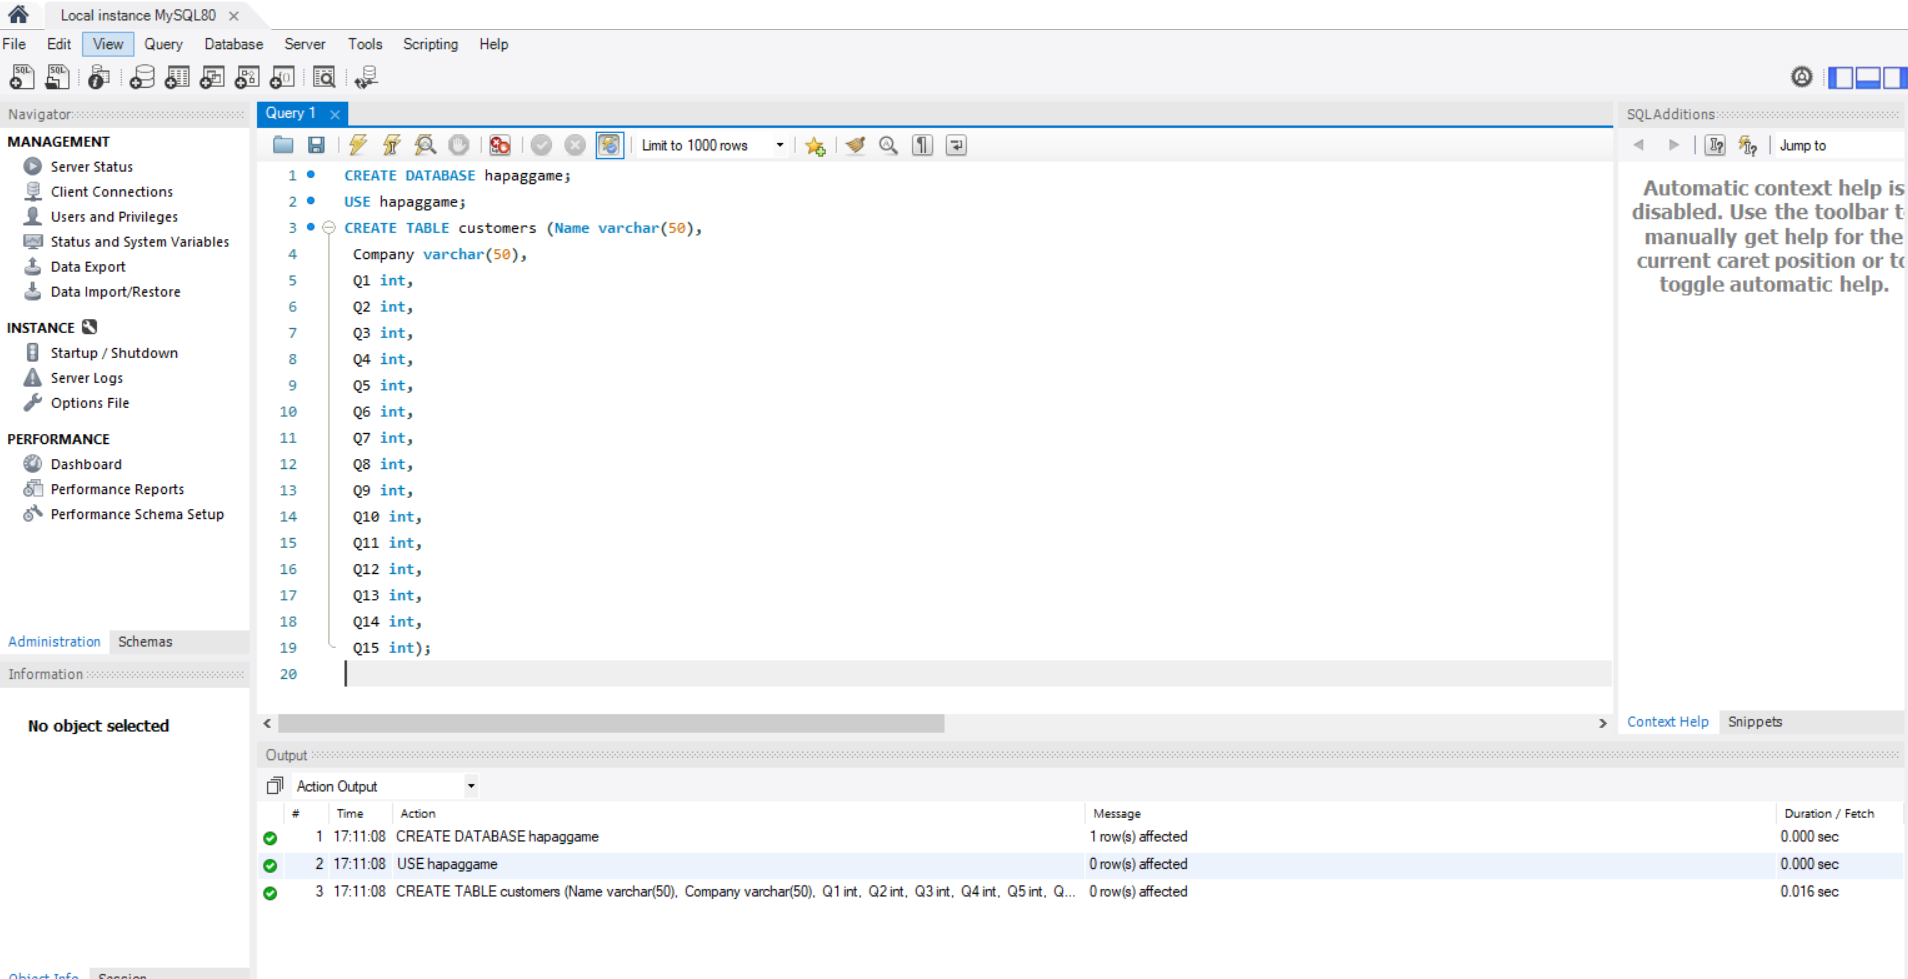 Local instance MySQL80
File Edit View Query Database Server Tools Scripting Help
Navigator
MANAGEMENT
Server Status
Client Connections
Users and Privileges
Status and System Variables
Data Export
Data Import/Restore
INSTANCE
Startup / Shutdown
Server Logs
Options File
PERFORMANCE
Dashboard
Performance Reports
Performance Schema Setup
Administration Schemas
Information
No object selected
Object Info Session
Query 1
Limit to 1000 rows
1 CREATE DATABASE hapaggame;
2 USE hapaggame;
3 CREATE TABLE customers (Name varchar(50),
4 Company varchar(50),
5 Q1 int,
6 Q2 int,
7 Q3 int,
8 Q4 int,
9 Q5 int,
10 Q6 int,
11 Q7 int,
12 Q8 int,
13 Q9 int,
14 Q10 int,
15 Q11 int,
16 Q12 int,
17 Q13 int,
18 Q14 int,
19 Q15 int);
20
SQLAdditions
Jump to
Automatic context help is
disabled. Use the toolbar t
manually get help for the
current caret position or to
toggle automatic help.
Context Help Snippets
Output
Action Output
# Time Action Message Duration / Fetch
1 17:11:08 CREATE DATABASE hapaggame 1 row(s) affected 0.000 sec
2 17:11:08 USE hapaggame 0 row(s) affected 0.000 sec
3 17:11:08 CREATE TABLE customers (Name varchar(50), Company varchar(50), Q1 int, Q2 int, Q3 int, Q4 int, Q5 int, Q... 0 row(s) affected 0.016 sec